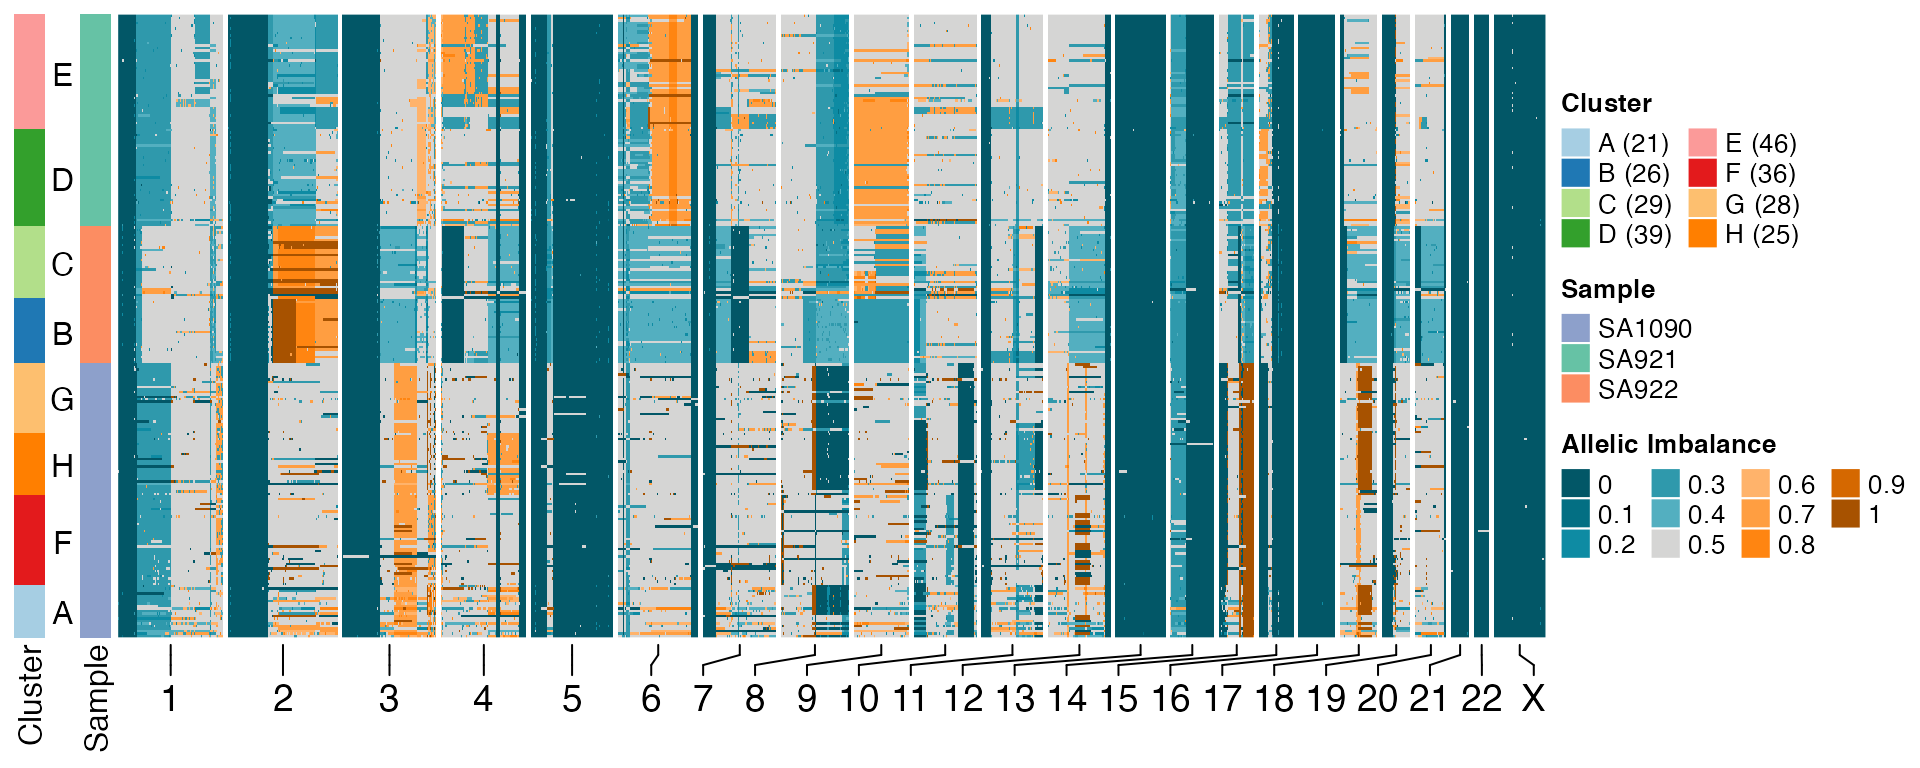 E
D
C
B
G
H
F
A
Cluster
Sample
1 2 3 4 5 6 7 8 9 10 11 12 13 14 15 16 17 18 19 20 21 22 X
Cluster
A (21) E (46)
B (26) F (36)
C (29) G (28)
D (39) H (25)
Sample
SA1090
SA921
SA922
Allelic Imbalance
0 0.3 0.6 0.9
0.1 0.4 0.7 1
0.2 0.5 0.8